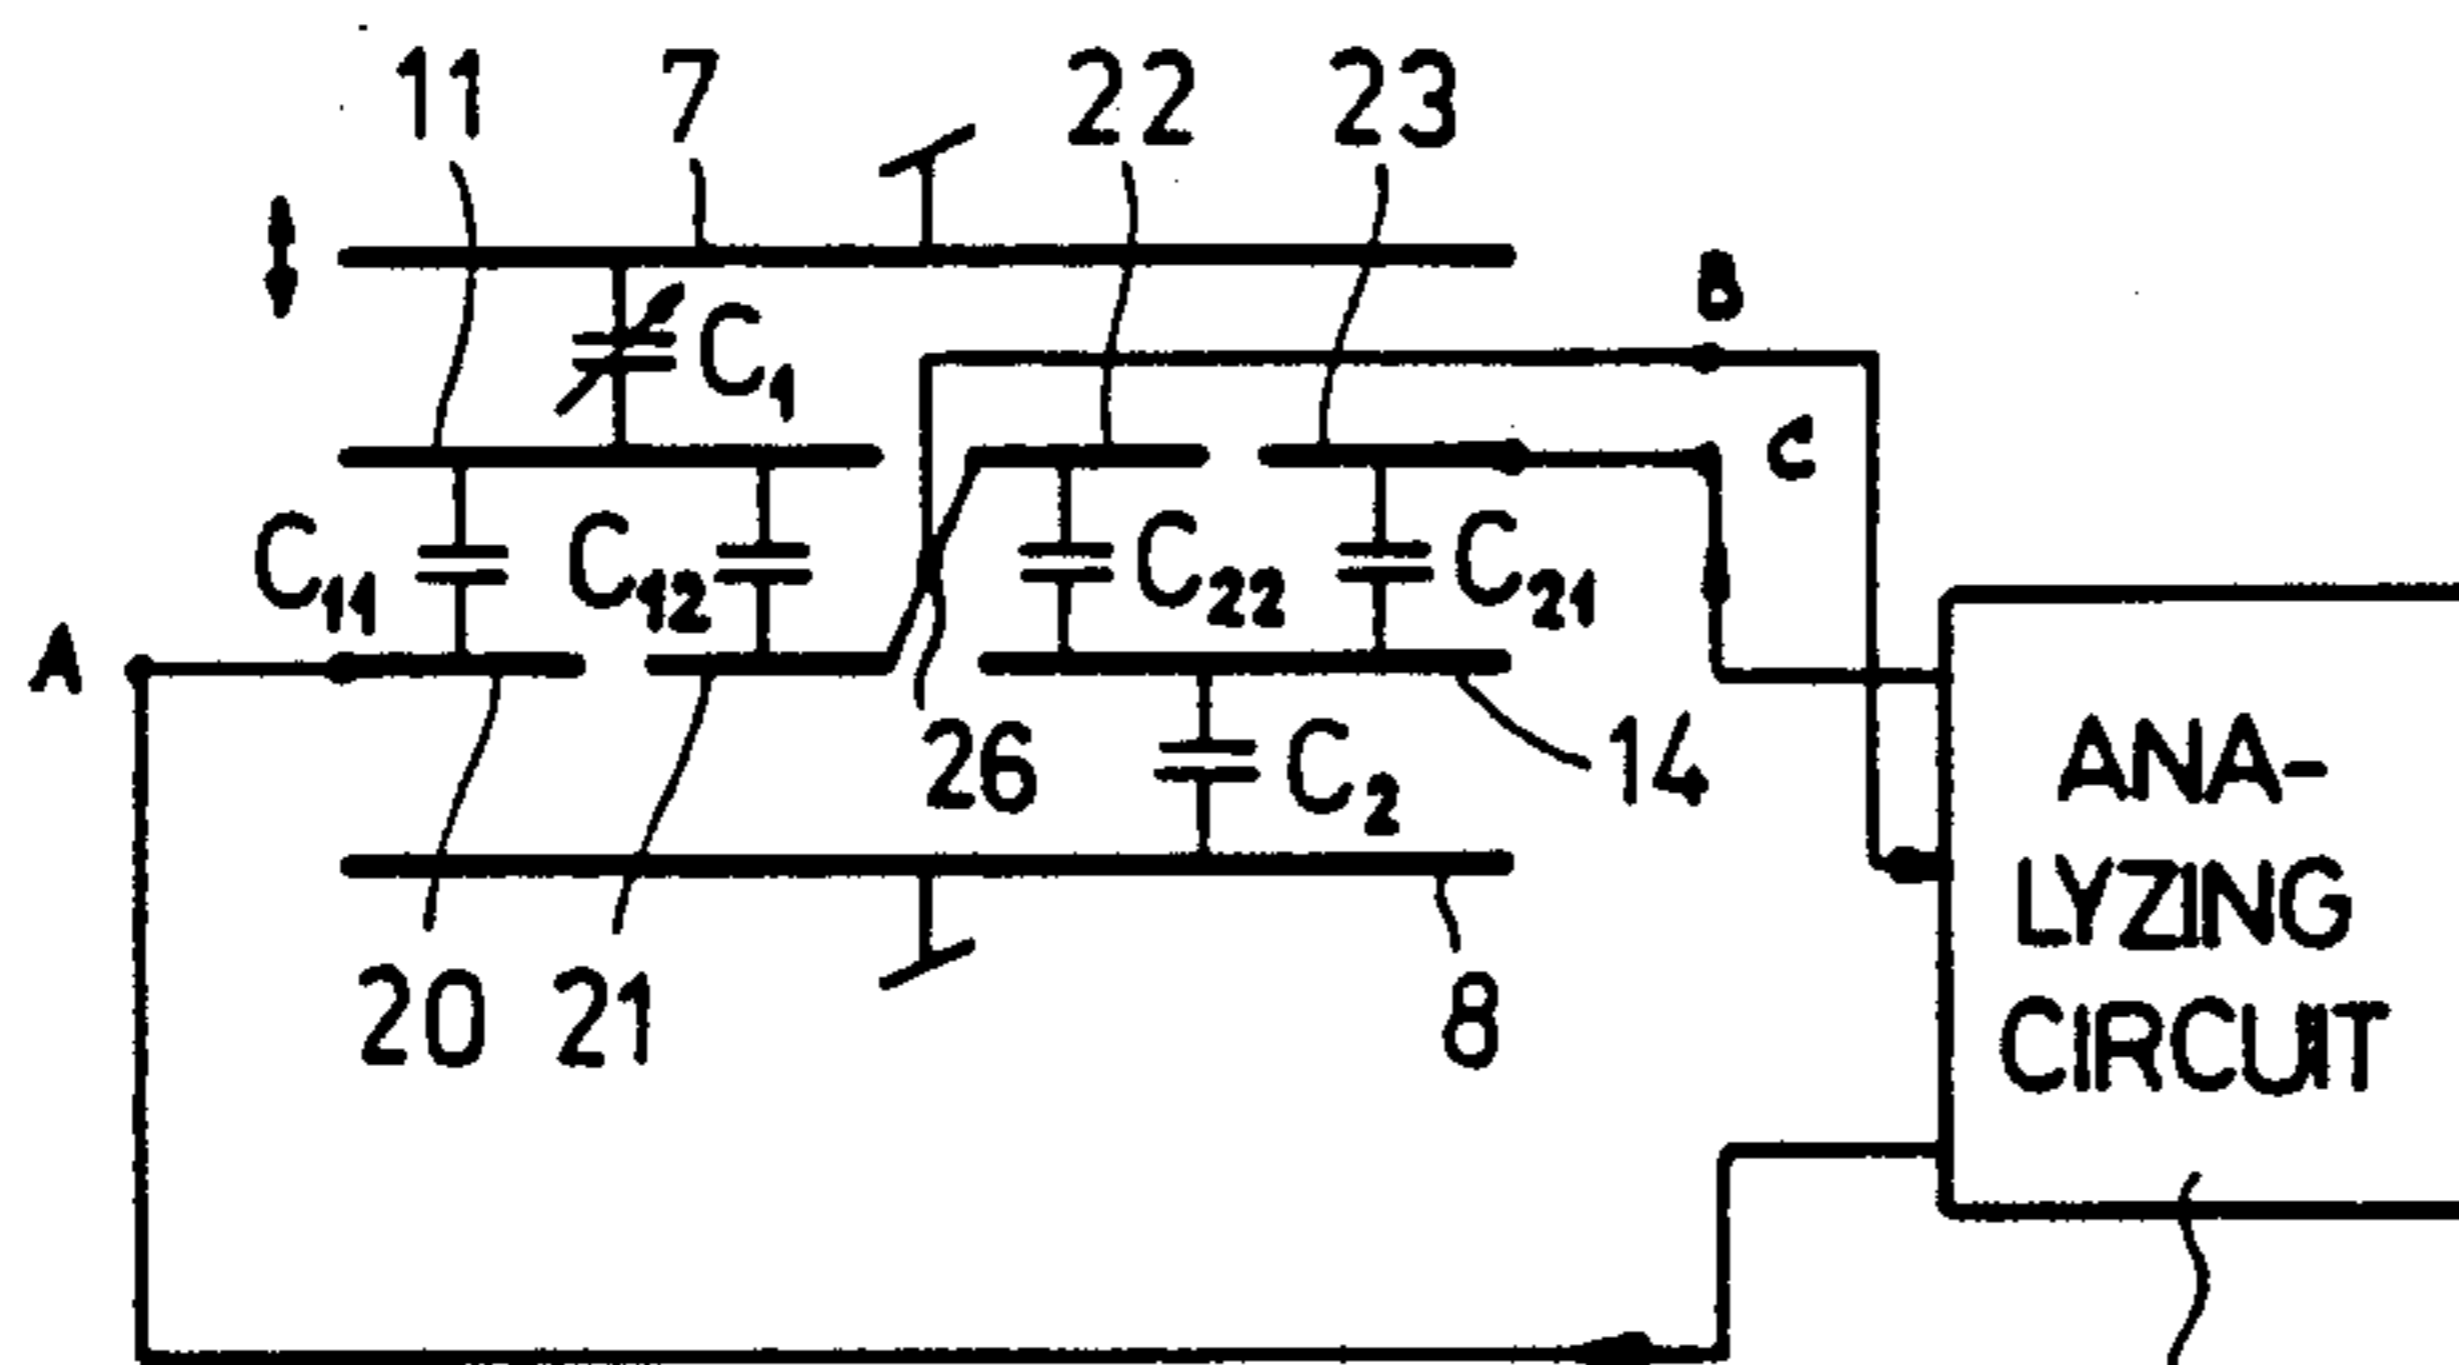 11 7 22 23
B
C₁
C
C₁₁ C₁₂ C₂₂ C₂₁
A
26 C₂ 14
20 21 8
ANA-
LYZING
CIRCUIT